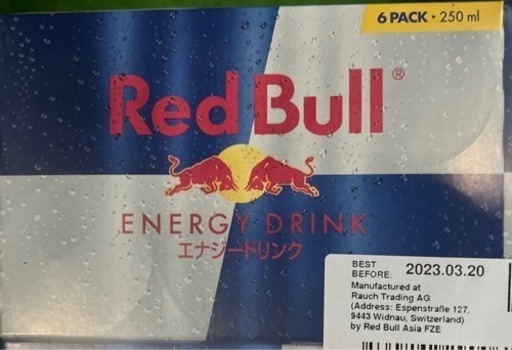 6 PACK · 250 ml
Red Bull®
ENERGY DRINK
エナジードリンク
BEST
BEFORE: 2023.03.20
Manufactured at
Rauch Trading AG
(Address: Espenstraße 127,
9443 Widnau, Switzerland)
by Red Bull Asia FZE